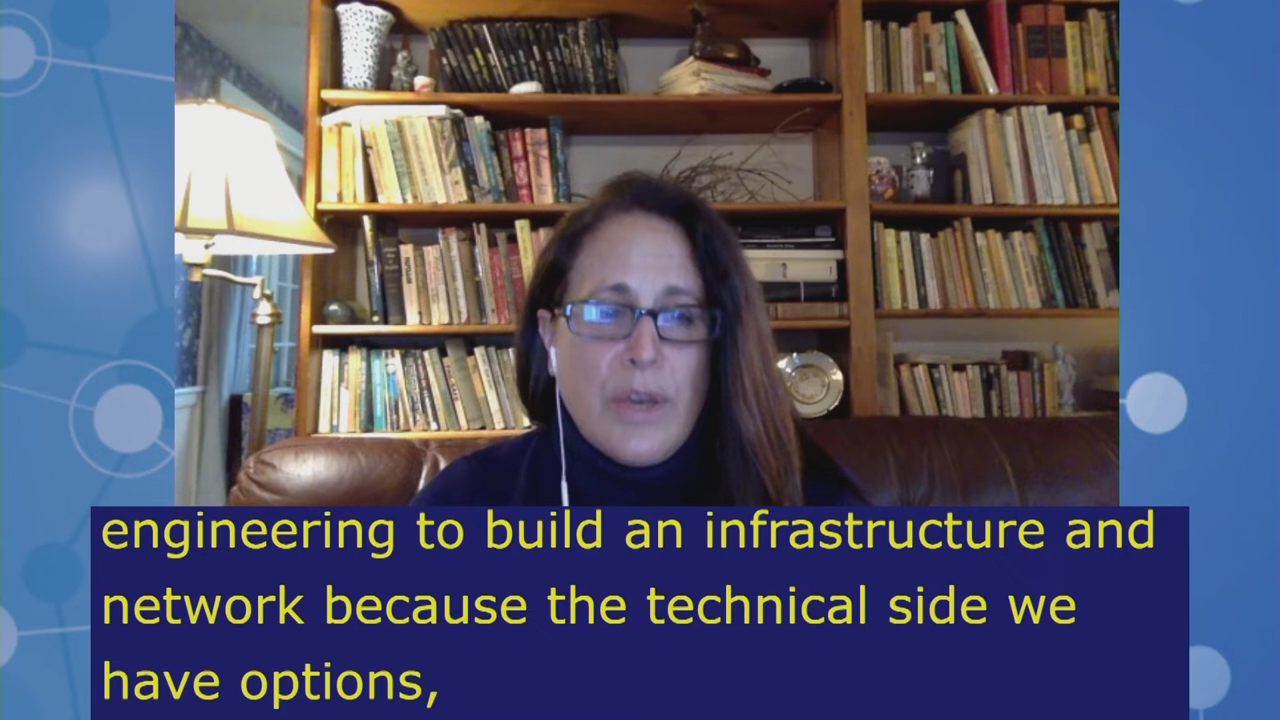 engineering to build an infrastructure and
network because the technical side we
have options,